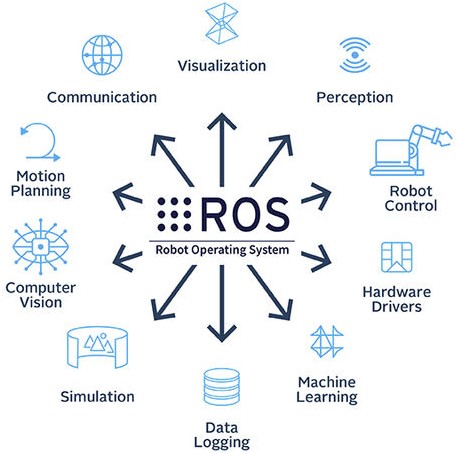 Visualization
Communication
Perception
Motion
Planning
Robot
Control
ROS
Robot Operating System
Computer
Vision
Hardware
Drivers
Simulation
Machine
Learning
Data
Logging